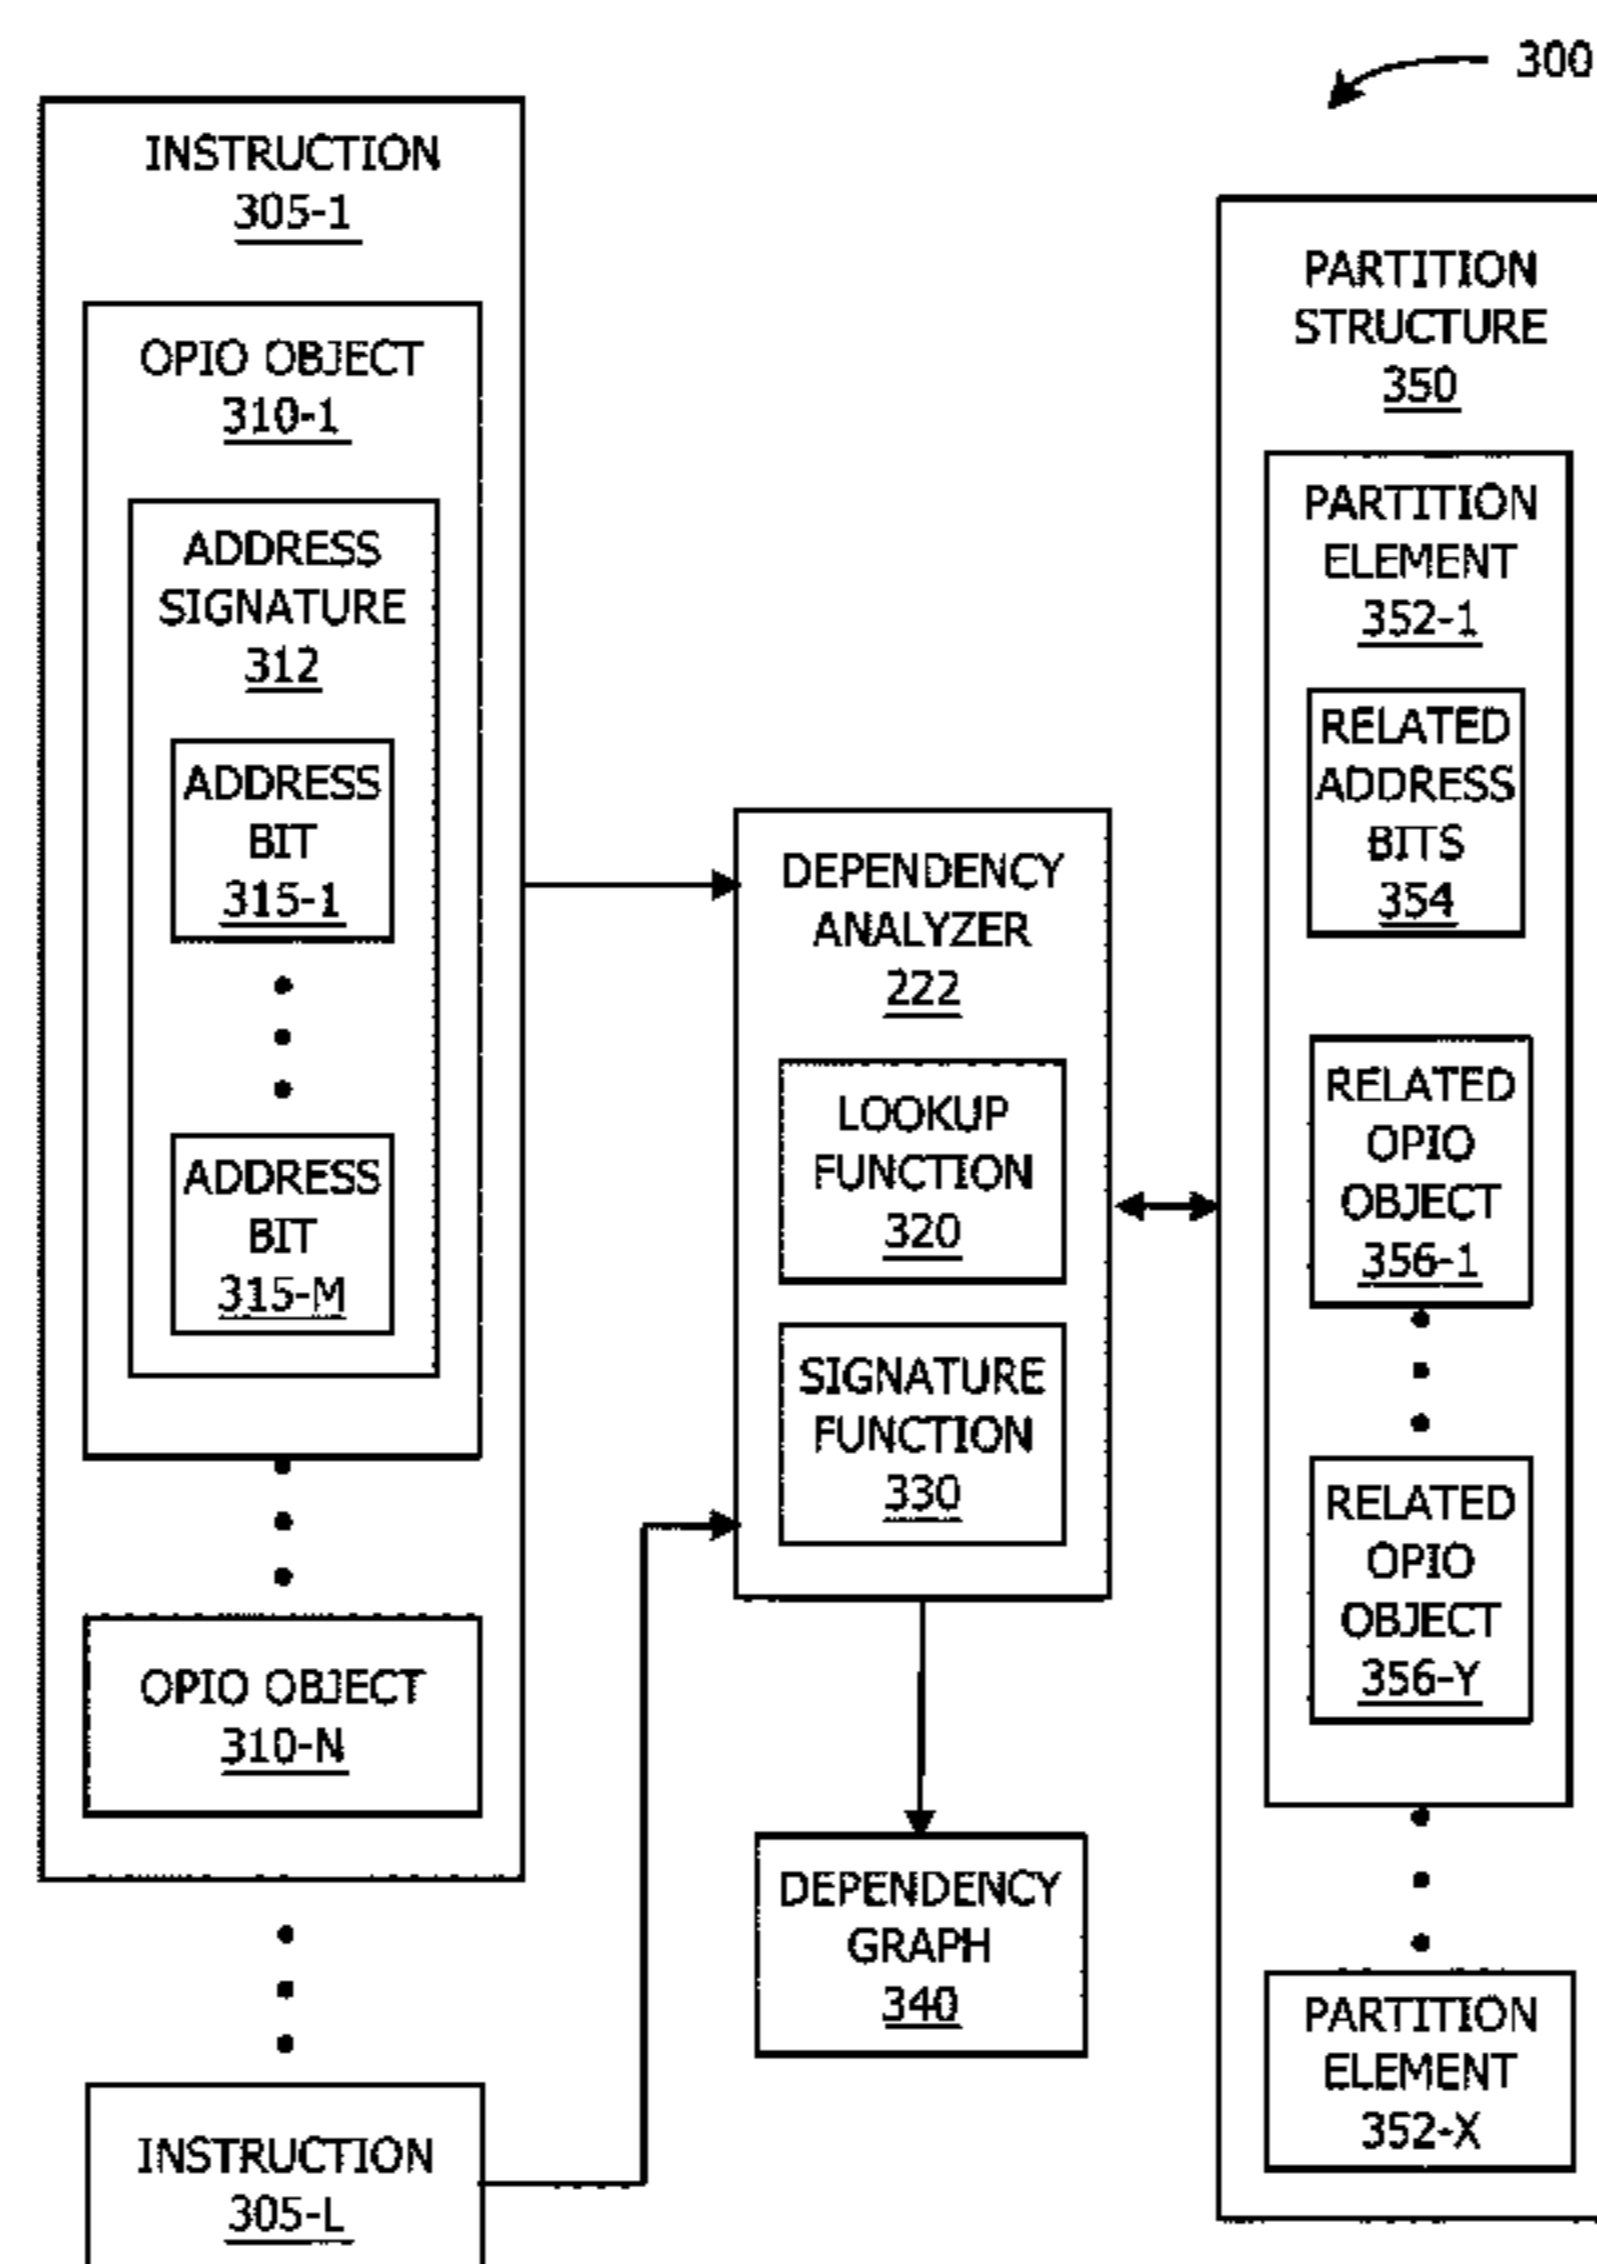 300
INSTRUCTION
305-1
OPIO OBJECT
310-1
ADDRESS
SIGNATURE
312
ADDRESS
BIT
315-1
ADDRESS
BIT
315-M
OPIO OBJECT
310-N
INSTRUCTION
305-L
DEPENDENCY
ANALYZER
222
LOOKUP
FUNCTION
320
SIGNATURE
FUNCTION
330
DEPENDENCY
GRAPH
340
PARTITION
STRUCTURE
350
PARTITION
ELEMENT
352-1
RELATED
ADDRESS
BITS
354
RELATED
OPIO
OBJECT
356-1
RELATED
OPIO
OBJECT
356-Y
PARTITION
ELEMENT
352-X